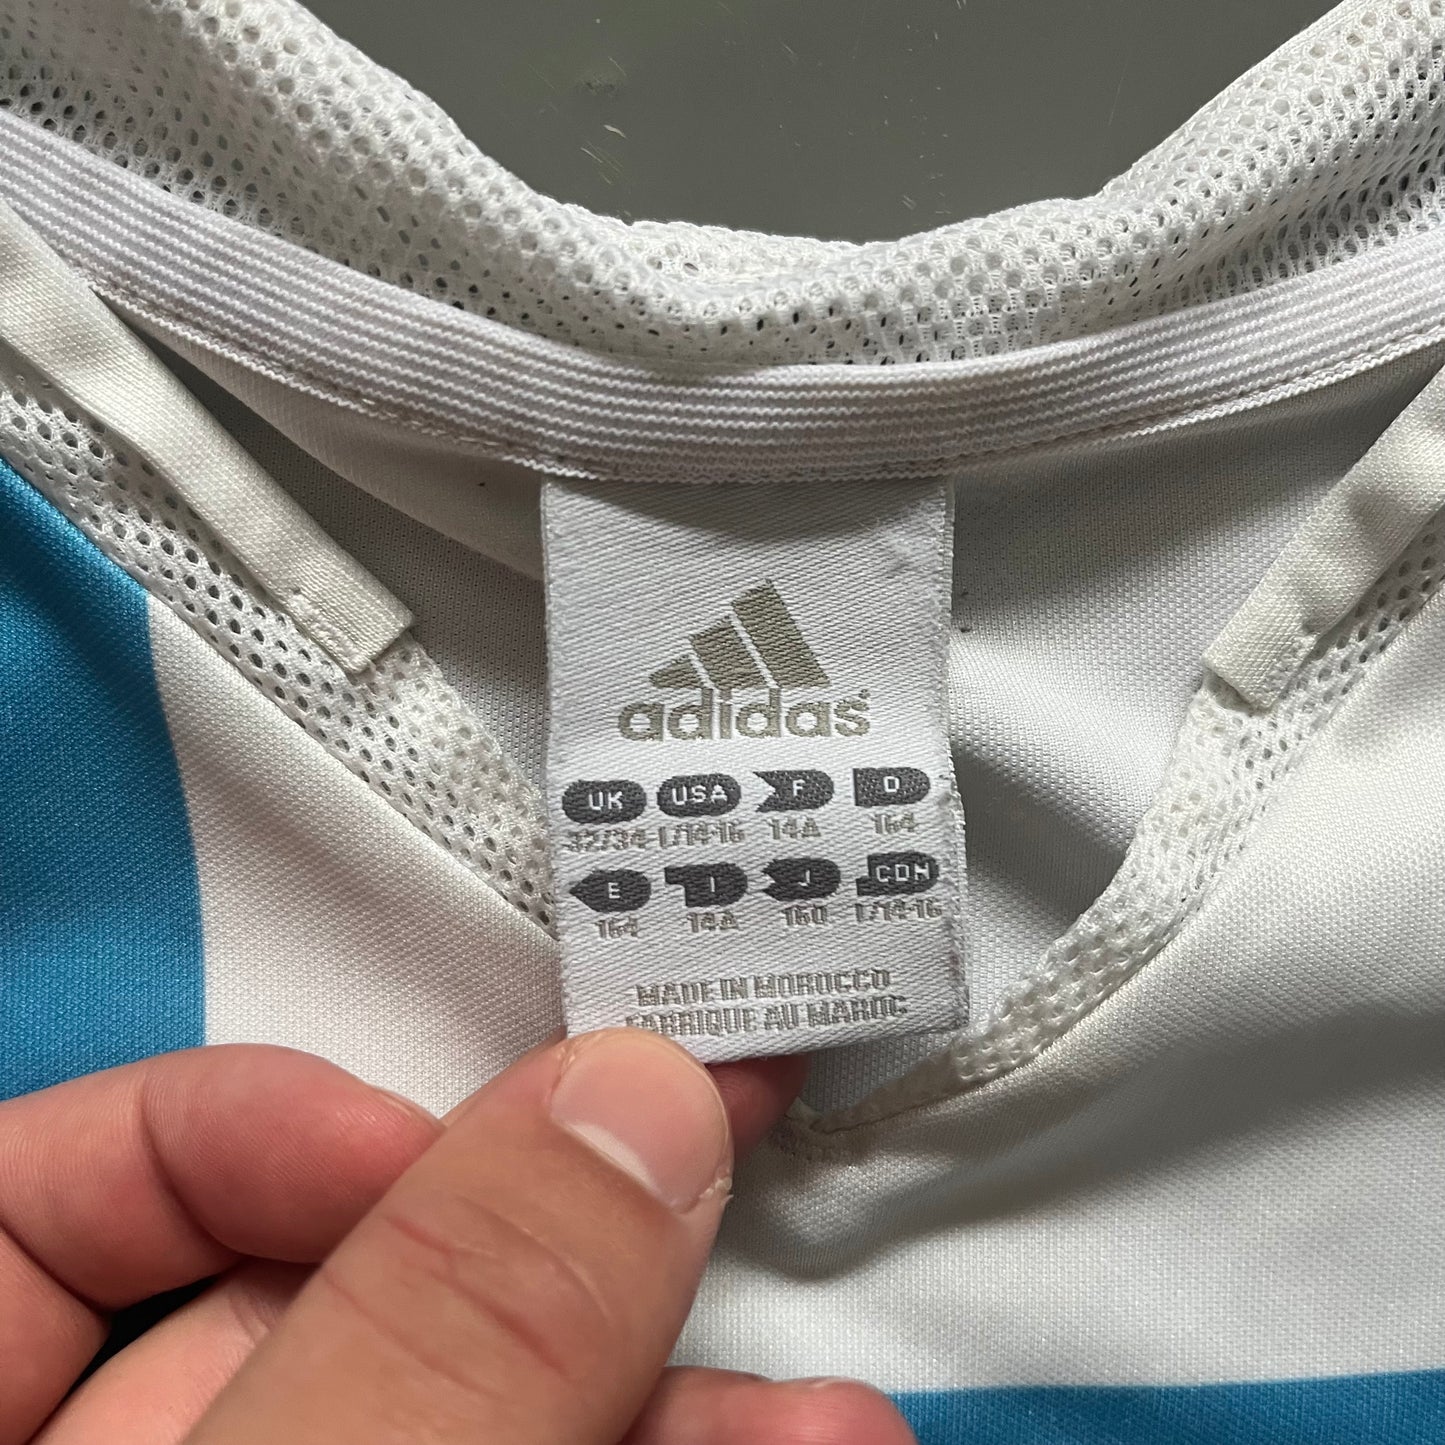 adidas®
UK USA F D
32/34 L/14-16 14A 164
E I J CDN
164 14A 160 L/14-16
MADE IN MOROCCO
FABRIQUE AU MAROC